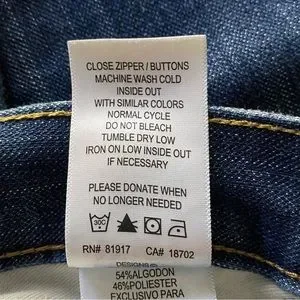 CLOSE ZIPPER / BUTTONS
MACHINE WASH COLD
INSIDE OUT
WITH SIMILAR COLORS
NORMAL CYCLE
DO NOT BLEACH
TUMBLE DRY LOW
IRON ON LOW INSIDE OUT
IF NECESSARY
PLEASE DONATE WHEN
NO LONGER NEEDED
30C
RN# 81917 CA# 18702
54%ALGODON
46%POLIESTER
EXCLUSIVO PARA